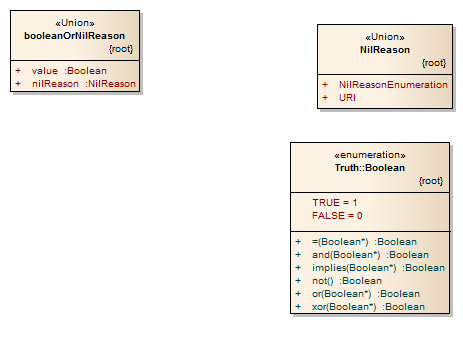 «Union»
booleanOrNilReason
{root}
+ value :Boolean
+ nilReason :NilReason
«Union»
NilReason
{root}
+ NilReasonEnumeration
+ URI
«enumeration»
Truth::Boolean
{root}
TRUE = 1
FALSE = 0
+ =(Boolean*) :Boolean
+ and(Boolean*) :Boolean
+ implies(Boolean*) :Boolean
+ not() :Boolean
+ or(Boolean*) :Boolean
+ xor(Boolean*) :Boolean